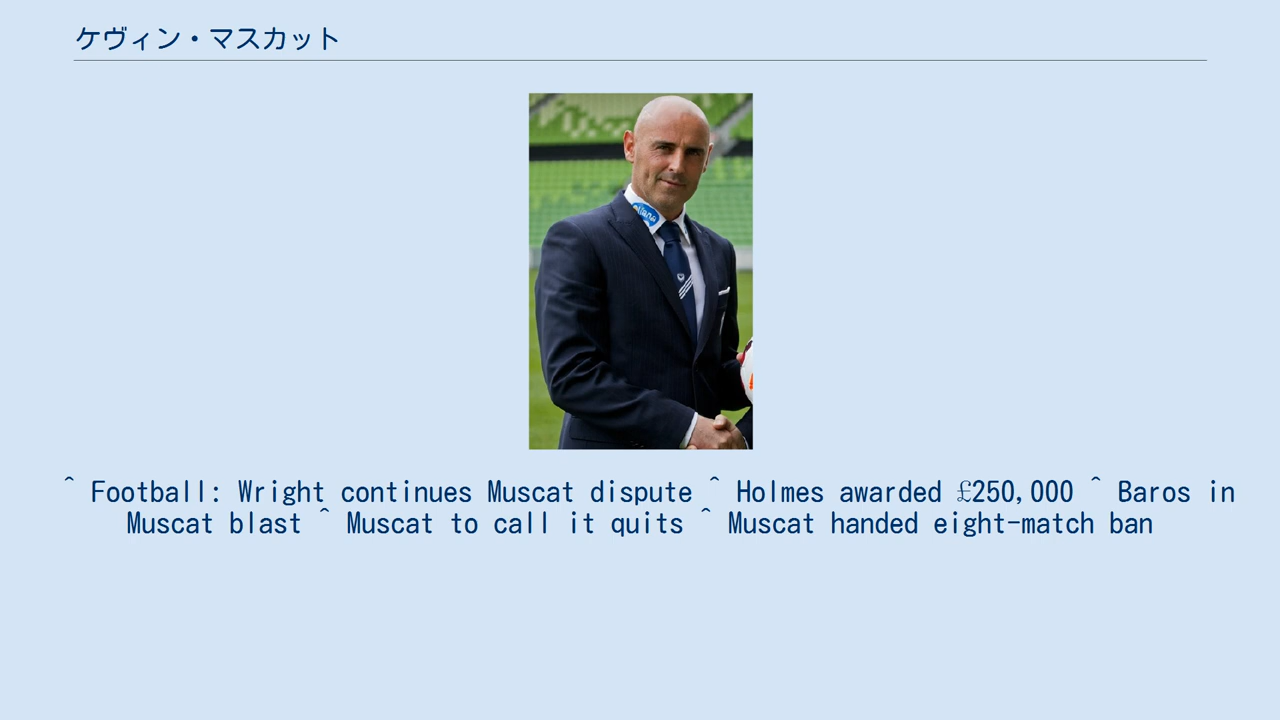 ケヴィン・マスカット
^ Football: Wright continues Muscat dispute ^ Holmes awarded £250,000 ^ Baros in
Muscat blast ^ Muscat to call it quits ^ Muscat handed eight-match ban